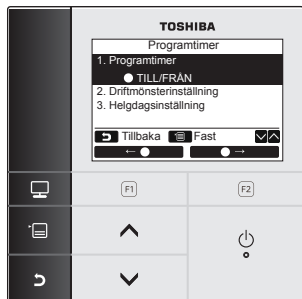 TOSHIBA
Programtimer
1. Programtimer
TILL/FRÅN
2. Driftmönsterinställning
3. Helgdagsinställning
Tillbaka Fast
← ● ● →
F1 F2